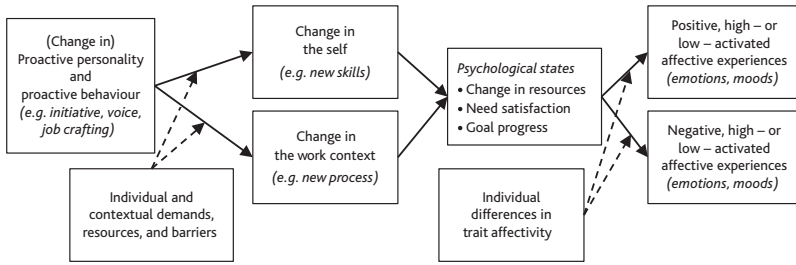 (Change in)
Proactive personality
and
proactive behaviour
(e.g. initiative, voice,
job crafting)
Change in
the self
(e.g. new skills)
Change in
the work context
(e.g. new process)
Individual and
contextual demands,
resources, and barriers
Psychological states
• Change in resources
• Need satisfaction
• Goal progress
Individual
differences in
trait affectivity
Positive, high – or
low – activated
affective experiences
(emotions, moods)
Negative, high – or
low – activated
affective experiences
(emotions, moods)